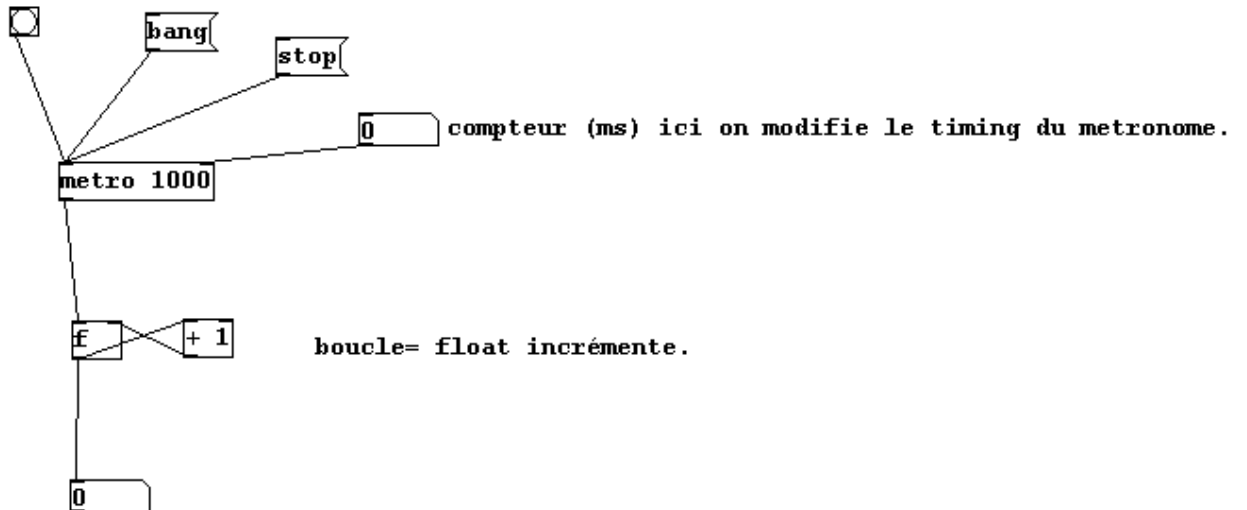 bang
stop
0 compteur (ms) ici on modifie le timing du metronome.
metro 1000
f + 1
boucle= float incrémente.
0